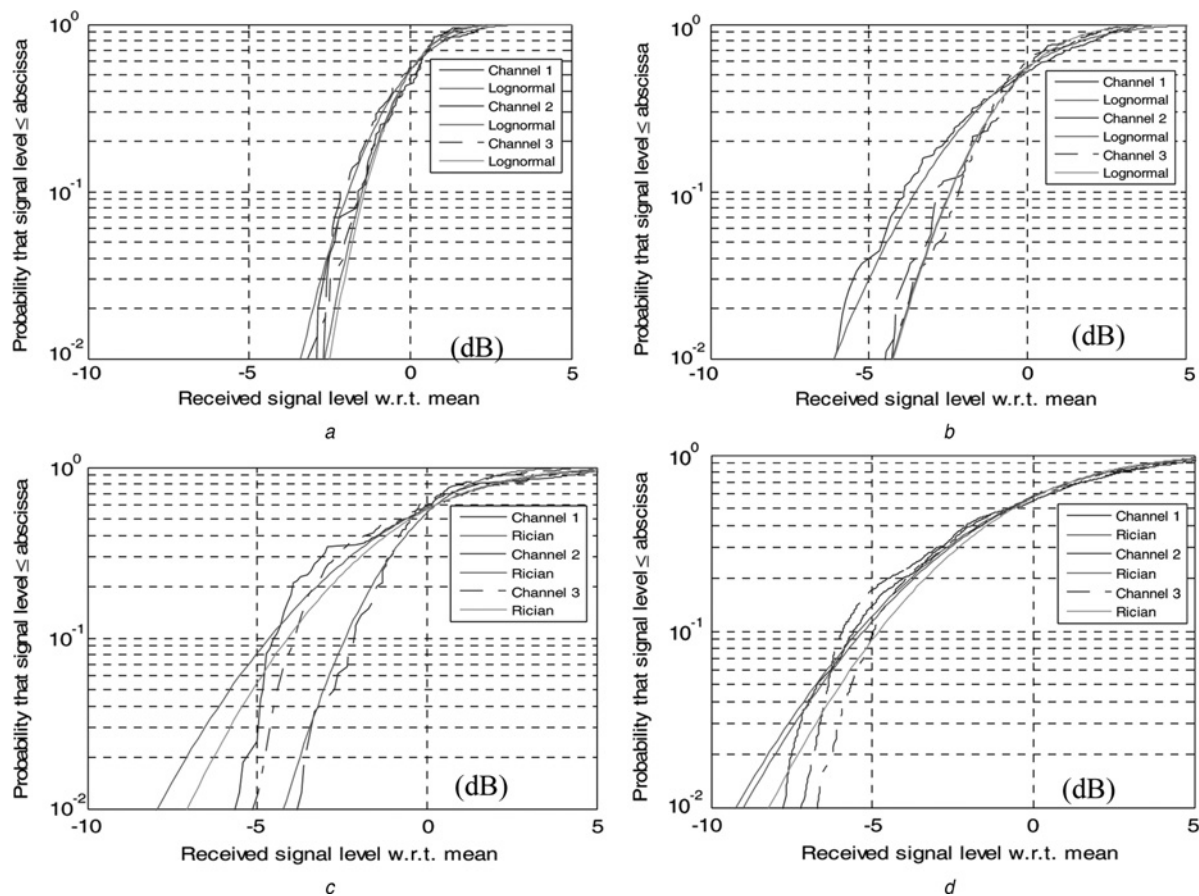 Probability that signal level ≤ abscissa
10^0
10^-1
10^-2
-10
-5
0
5
Channel 1
Lognormal
Channel 2
Lognormal
Channel 3
Lognormal
(dB)
Received signal level w.r.t. mean
a
Probability that signal level ≤ abscissa
10^0
10^-1
10^-2
-10
-5
0
5
Channel 1
Lognormal
Channel 2
Lognormal
Channel 3
Lognormal
(dB)
Received signal level w.r.t. mean
b
Probability that signal level ≤ abscissa
10^0
10^-1
10^-2
-10
-5
0
5
Channel 1
Rician
Channel 2
Rician
Channel 3
Rician
(dB)
Received signal level w.r.t. mean
c
Probability that signal level ≤ abscissa
10^0
10^-1
10^-2
-10
-5
0
5
Channel 1
Rician
Channel 2
Rician
Channel 3
Rician
(dB)
Received signal level w.r.t. mean
d